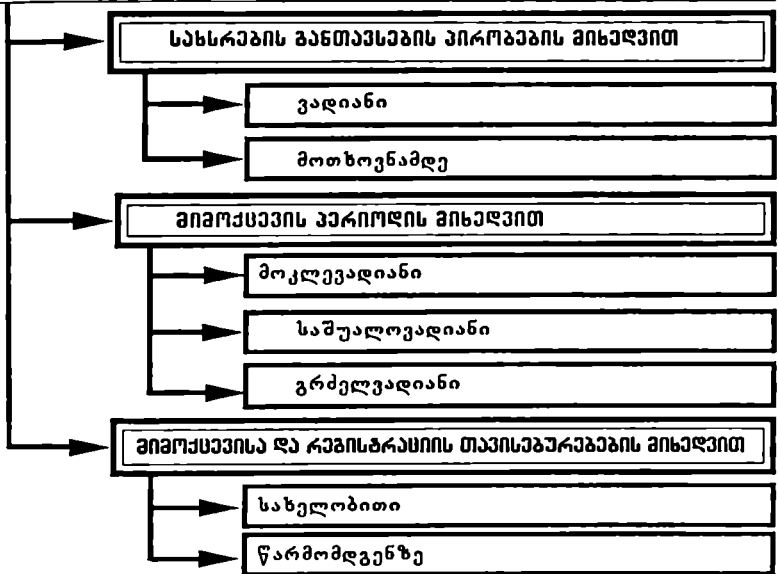 სახსრების განთავსების პირობების მიხედვით
ვადიანი
მოთხოვნამდე
მიმოქცევის პერიოდის მიხედვით
მოკლევადიანი
საშუალოვადიანი
გრძელვადიანი
მიმოქცევისა და რეგისტრაციის თავისებურებების მიხედვით
სახელობითი
წარმომდგენზე